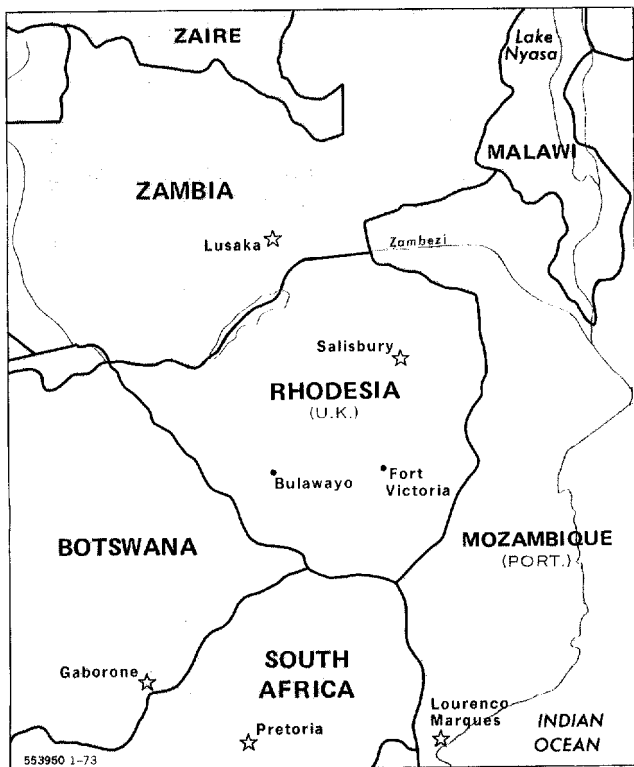 ZAIRE
Lake
Nyasa
MALAWI
ZAMBIA
Lusaka
Zambezi
Salisbury
RHODESIA
(U.K.)
Bulawayo
Fort
Victoria
BOTSWANA
MOZAMBIQUE
(PORT.)
Gaborone
SOUTH
AFRICA
Pretoria
Lourenco
Marques
INDIAN
OCEAN
553950 1-73